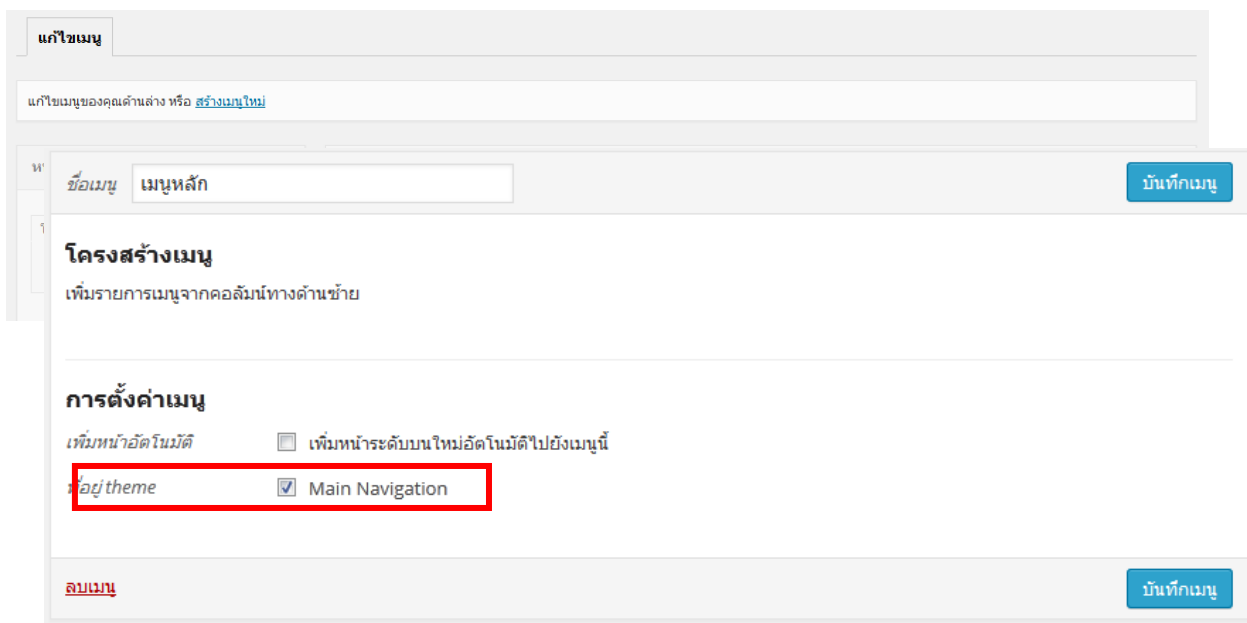 แก้ไขเมนู
แก้ไขเมนูของคุณด้านล่าง หรือ สร้างเมนูใหม่
ชื่อเมนู เมนูหลัก บันทึกเมนู
โครงสร้างเมนู
เพิ่มรายการเมนูจากคอลัมน์ทางด้านซ้าย
การตั้งค่าเมนู
เพิ่มหน้าอัตโนมัติ เพิ่มหน้าระดับบนใหม่อัตโนมัติไปยังเมนูนี้
ที่อยู่ theme Main Navigation
ลบเมนู บันทึกเมนู